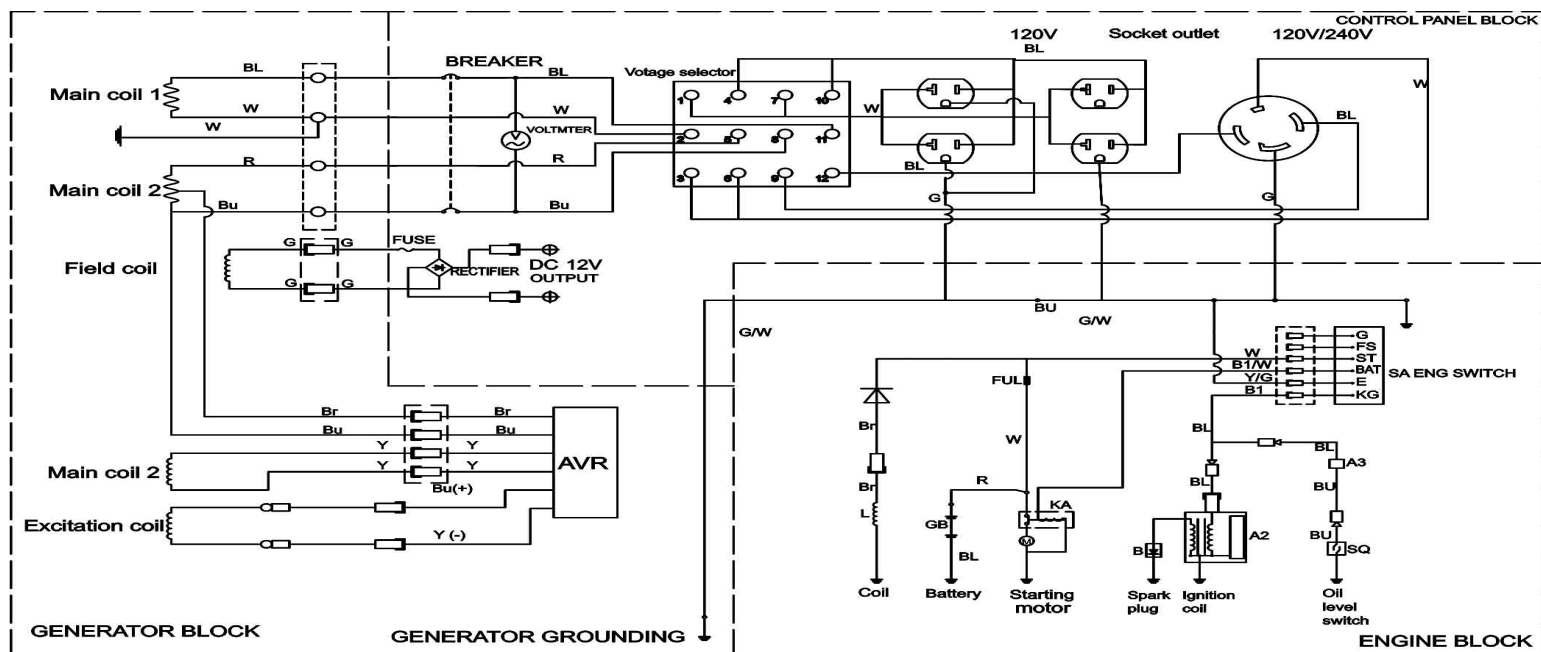 CONTROL PANEL BLOCK
120V
Socket outlet
120V/240V
BL
BREAKER
Votage selector
BL
BL
W
Main coil 1
W
W
W
W
VOLTMTER
1
4
7
10
2
5
8
11
3
6
9
12
BL
BL
R
R
Main coil 2
Bu
Bu
G
G
G
G
G
FUSE
Field coil
RECTIFIER
DC 12V
OUTPUT
G
G
G/W
BU
G/W
G
FS
ST
BAT
E
KG
W
B1/W
Y/G
B1
SA ENG SWITCH
FUL
Br
Br
Bu
Bu
Y
Y
Y
Y
AVR
Main coil 2
Bu(+)
Excitation coil
Y (-)
Br
Br
L
W
R
KA
GB
M
BL
BL
BL
BL
A3
BU
BU
SQ
B
A2
Coil
Battery
Starting
motor
Spark
plug
Ignition
coil
Oil
level
switch
GENERATOR BLOCK
GENERATOR GROUNDING
ENGINE BLOCK